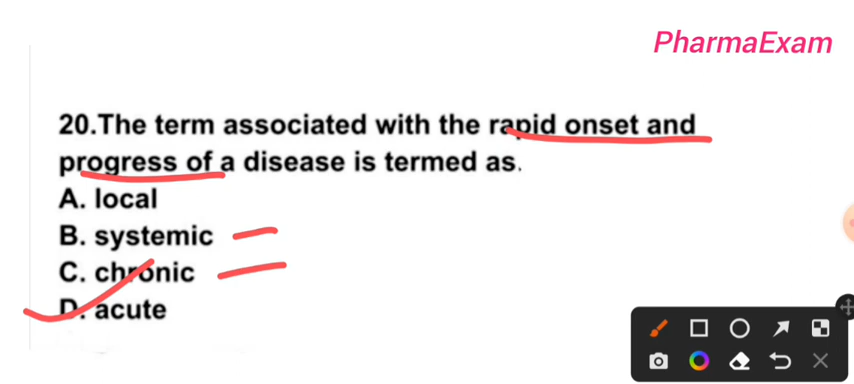 PharmaExam
20.The term associated with the rapid onset and
progress of a disease is termed as.
A. local
B. systemic
C. chronic
D. acute